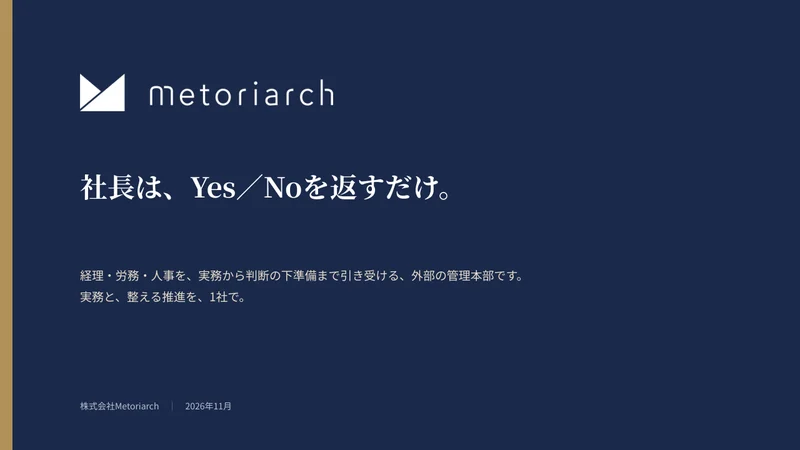 metoriarch
社長は、Yes／Noを返すだけ。
経理・労務・人事を、実務から判断の下準備まで引き受ける、外部の管理本部です。
実務と、整える推進を、1社で。
株式会社Metoriarch ｜ 2026年11月